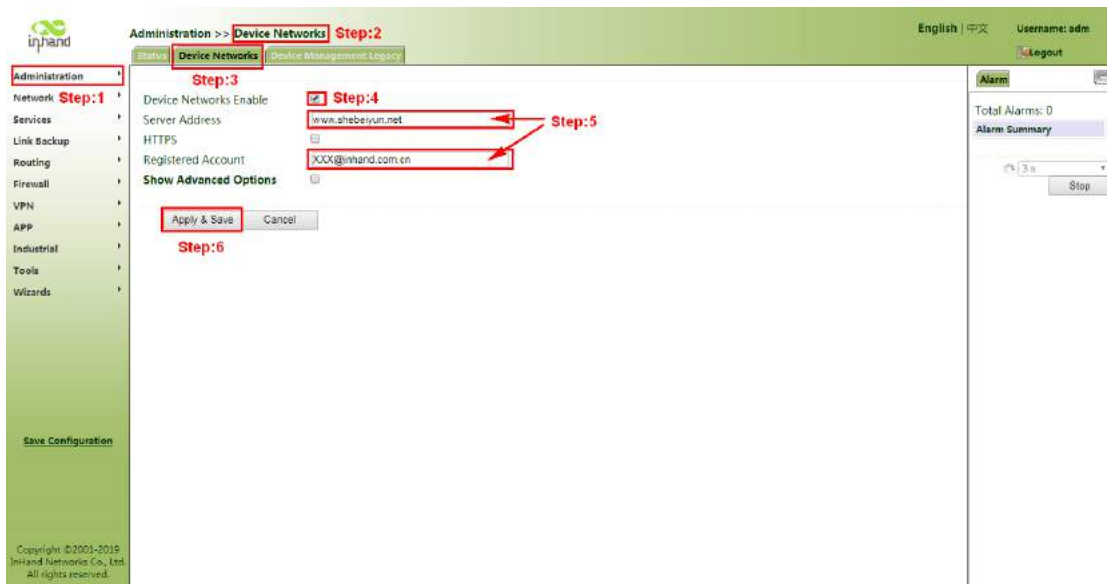 inhand
Administration >> Device Networks Step:2
English | 中文
Username: adm
Logout
Status
Device Networks
Device Management Legacy
Step:3
Administration
Network Step:1
Services
Link Backup
Routing
Firewall
VPN
APP
Industrial
Tools
Wizards
Save Configuration
Copyright ©2001-2019
InHand Networks Co., Ltd.
All rights reserved.
Device Networks Enable Step:4
Server Address www.shebeiyun.net
Step:5
HTTPS
Registered Account XXX@inhand.com.cn
Show Advanced Options
Apply & Save Cancel
Step:6
Alarm
Total Alarms: 0
Alarm Summary
3 s
Stop